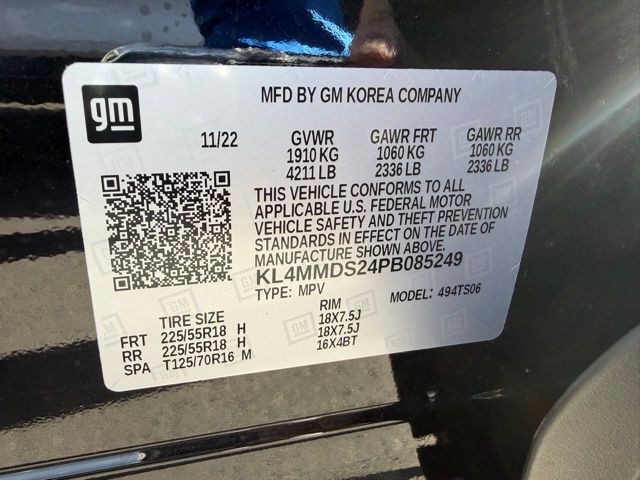 gm
MFD BY GM KOREA COMPANY
11/22 GVWR GAWR FRT GAWR RR
1910 KG 1060 KG 1060 KG
4211 LB 2336 LB 2336 LB
THIS VEHICLE CONFORMS TO ALL
APPLICABLE U.S. FEDERAL MOTOR
VEHICLE SAFETY AND THEFT PREVENTION
STANDARDS IN EFFECT ON THE DATE OF
MANUFACTURE SHOWN ABOVE.
KL4MMDS24PB085249
TYPE: MPV MODEL: 494TS06
TIRE SIZE RIM
FRT 225/55R18 H 18X7.5J
RR 225/55R18 H 18X7.5J
SPA T125/70R16 M 16X4BT